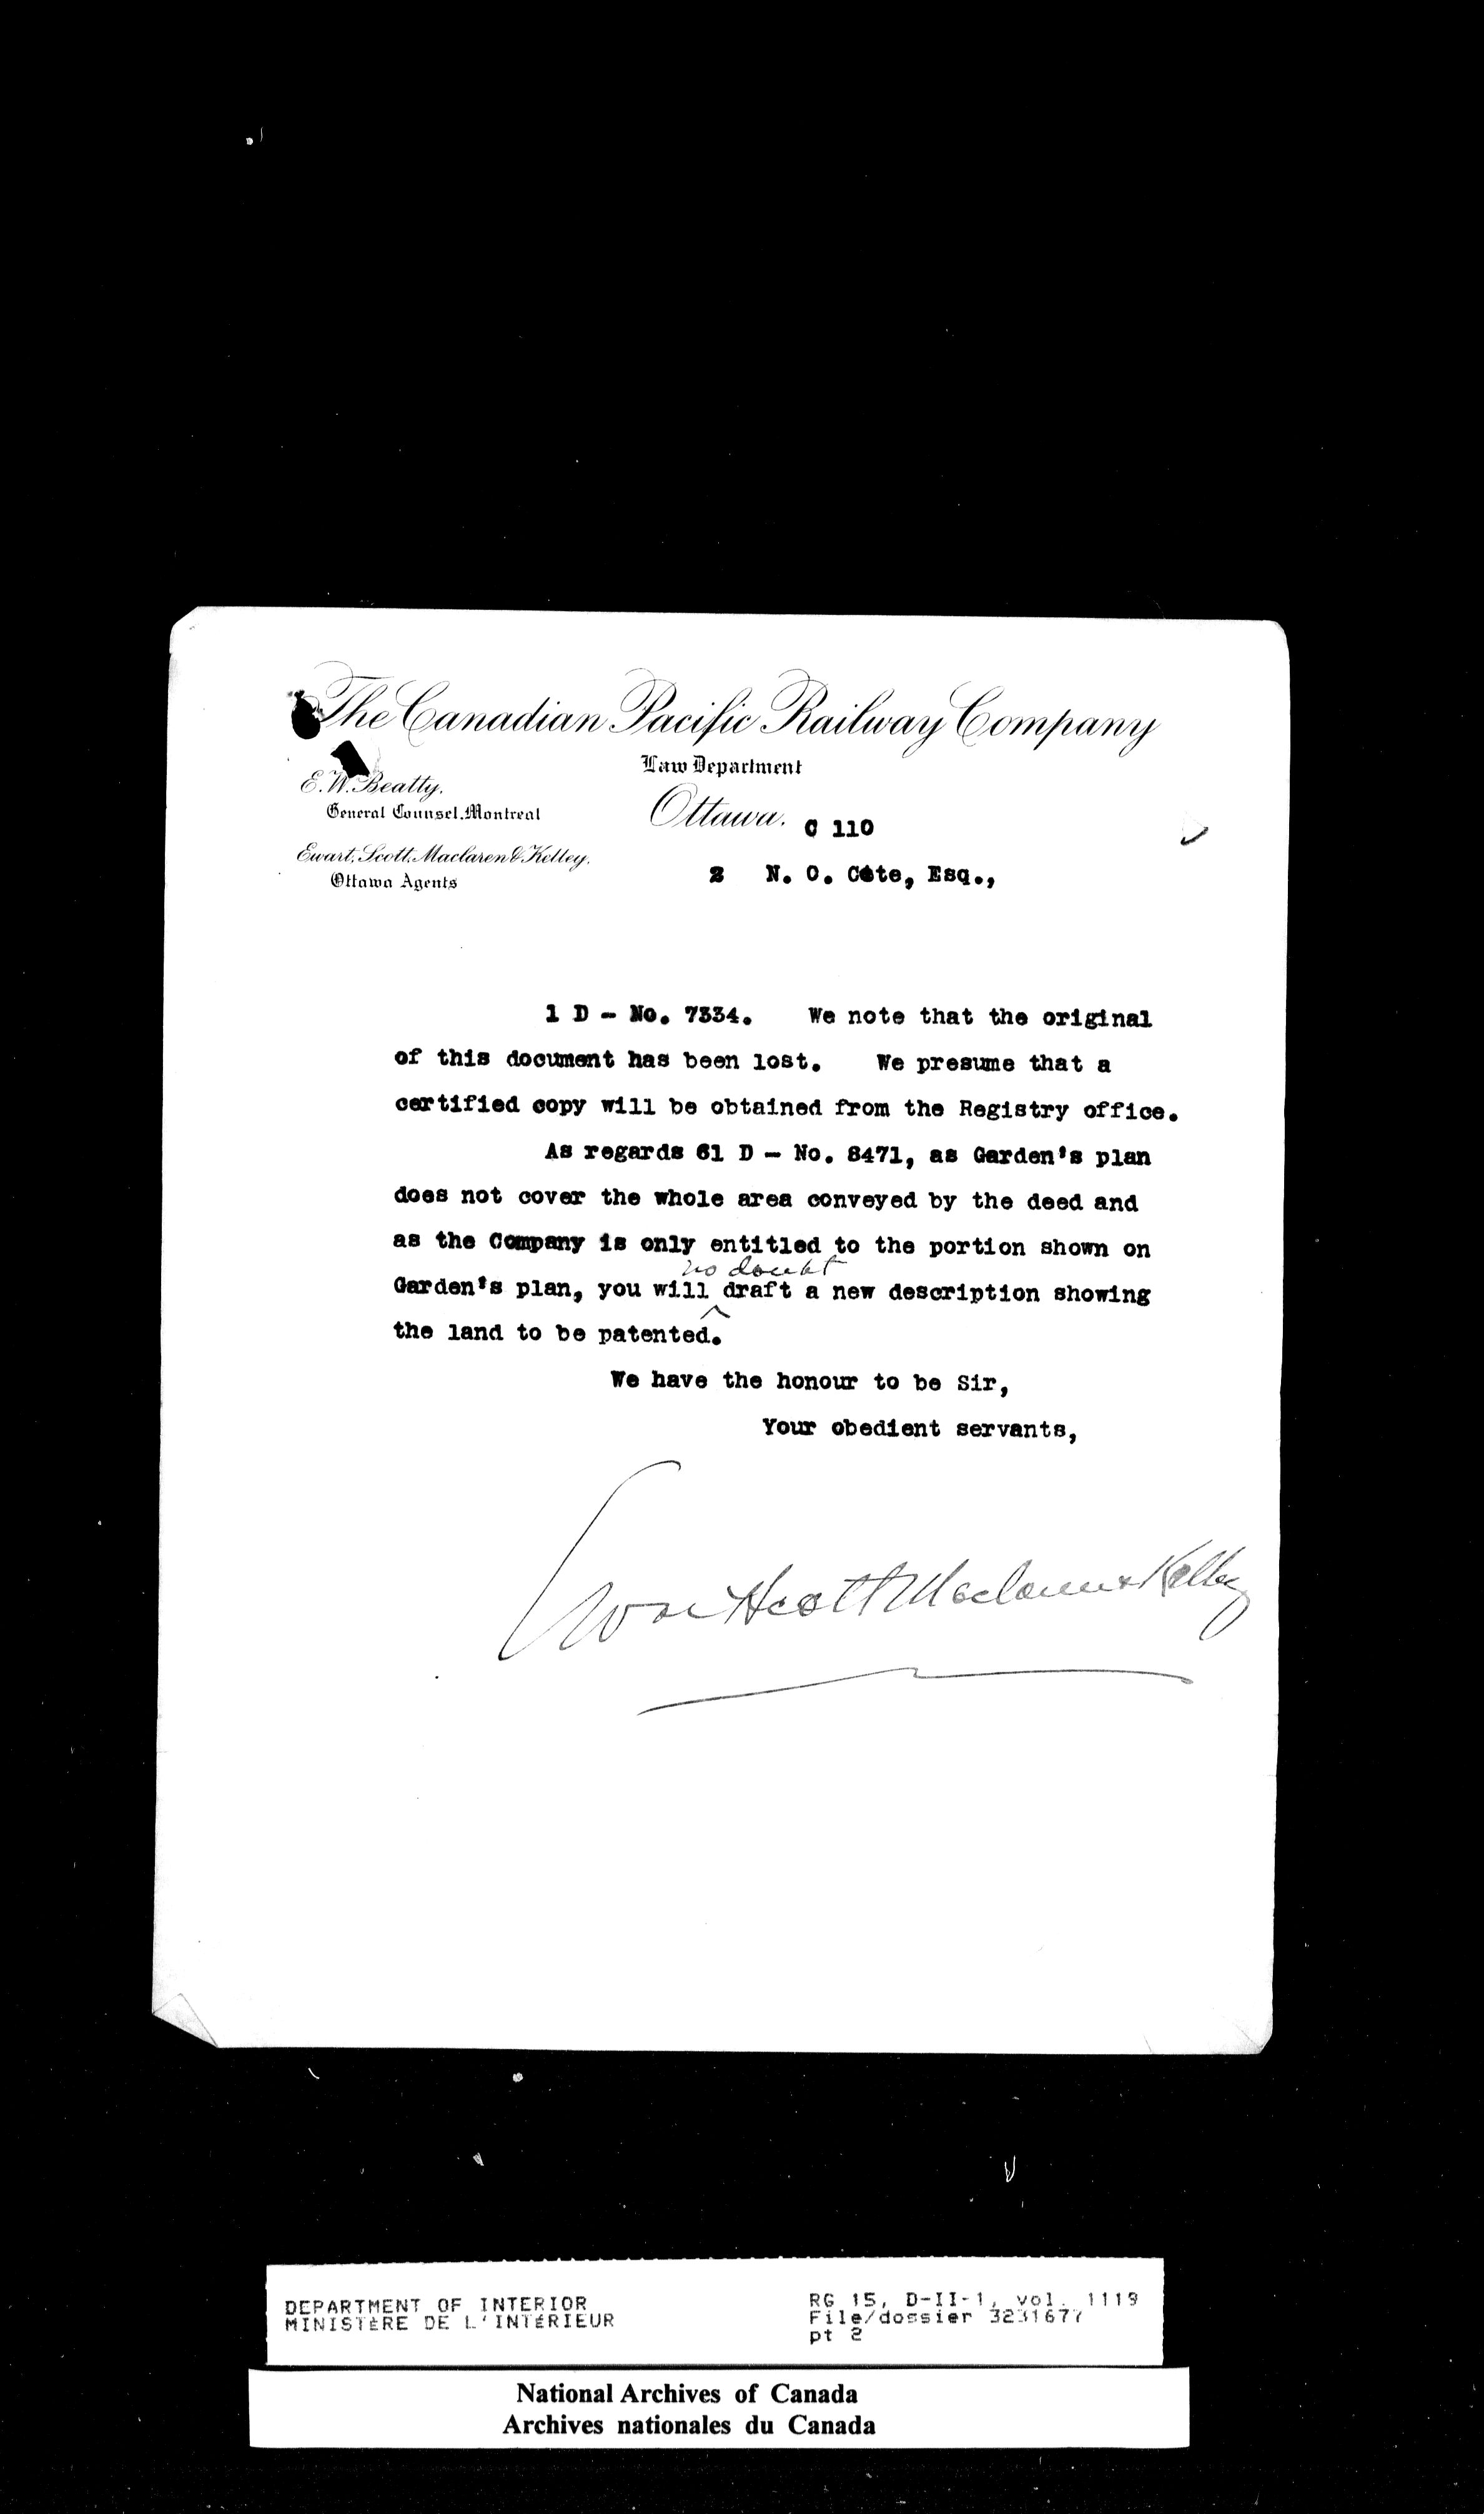 The Canadian Pacific Railway Company
Law Department
E. W. Beatty.
General Counsel. Montreal
Ottawa. C 110
Ewart, Scott, Maclaren & Kelley.
Ottawa Agents
2 N. O. Cote, Esq.,
1 D - No. 7334. We note that the original
of this document has been lost. We presume that a
certified copy will be obtained from the Registry office.
As regards 61 D - No. 8471, as Garden's plan
does not cover the whole area conveyed by the deed and
as the Company is only entitled to the portion shown on
no doubt
Garden's plan, you will ^ draft a new description showing
the land to be patented.
We have the honour to be Sir,
Your obedient servants,
Ewart Scott Maclaren & Kelley
DEPARTMENT OF INTERIOR
MINISTÈRE DE L'INTÉRIEUR
RG 15, D-II-1, vol. 1119
File/dossier 3231677
pt 2
National Archives of Canada
Archives nationales du Canada